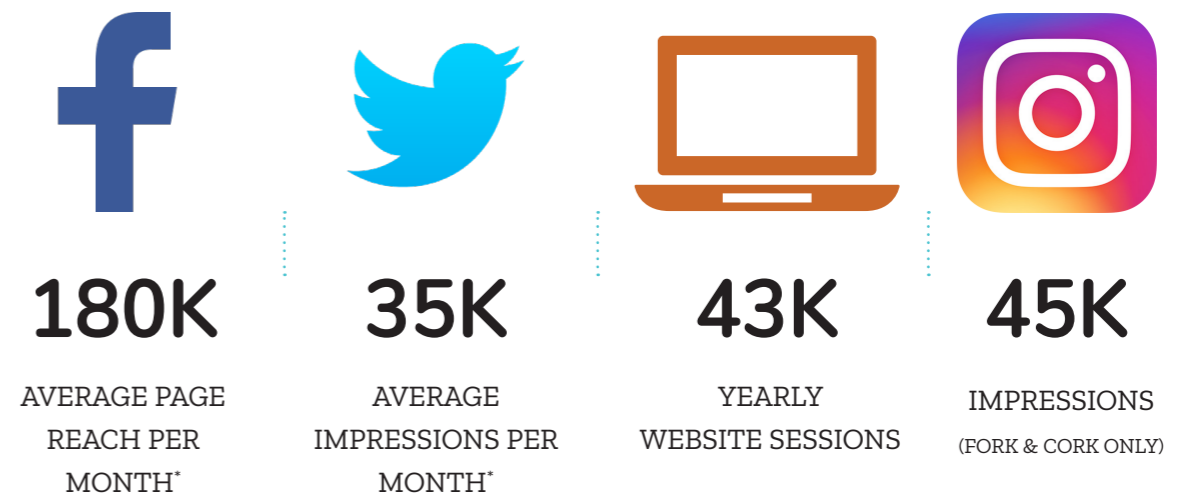 180K
AVERAGE PAGE
REACH PER
MONTH*
35K
AVERAGE
IMPRESSIONS PER
MONTH*
43K
YEARLY
WEBSITE SESSIONS
45K
IMPRESSIONS
(FORK & CORK ONLY)